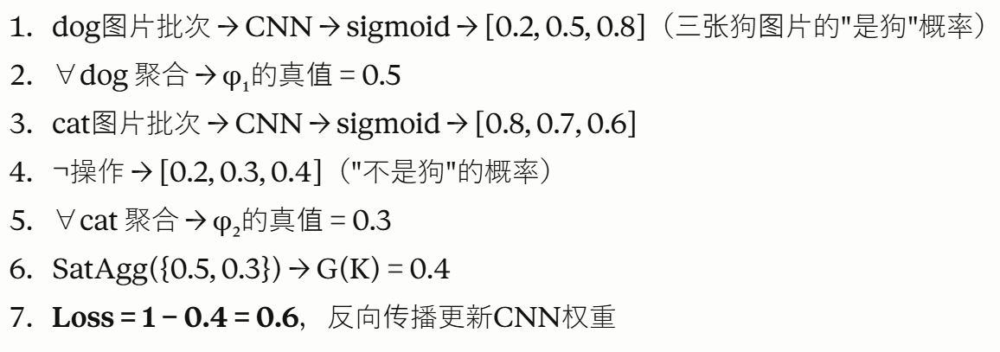 1. dog图片批次 → CNN → sigmoid → [0.2, 0.5, 0.8]（三张狗图片的"是狗"概率）
2. ∀dog 聚合 → φ₁的真值 = 0.5
3. cat图片批次 → CNN → sigmoid → [0.8, 0.7, 0.6]
4. ¬操作 → [0.2, 0.3, 0.4]（"不是狗"的概率）
5. ∀cat 聚合 → φ₂的真值 = 0.3
6. SatAgg({0.5, 0.3}) → G(K) = 0.4
7. Loss = 1 − 0.4 = 0.6， 反向传播更新CNN权重